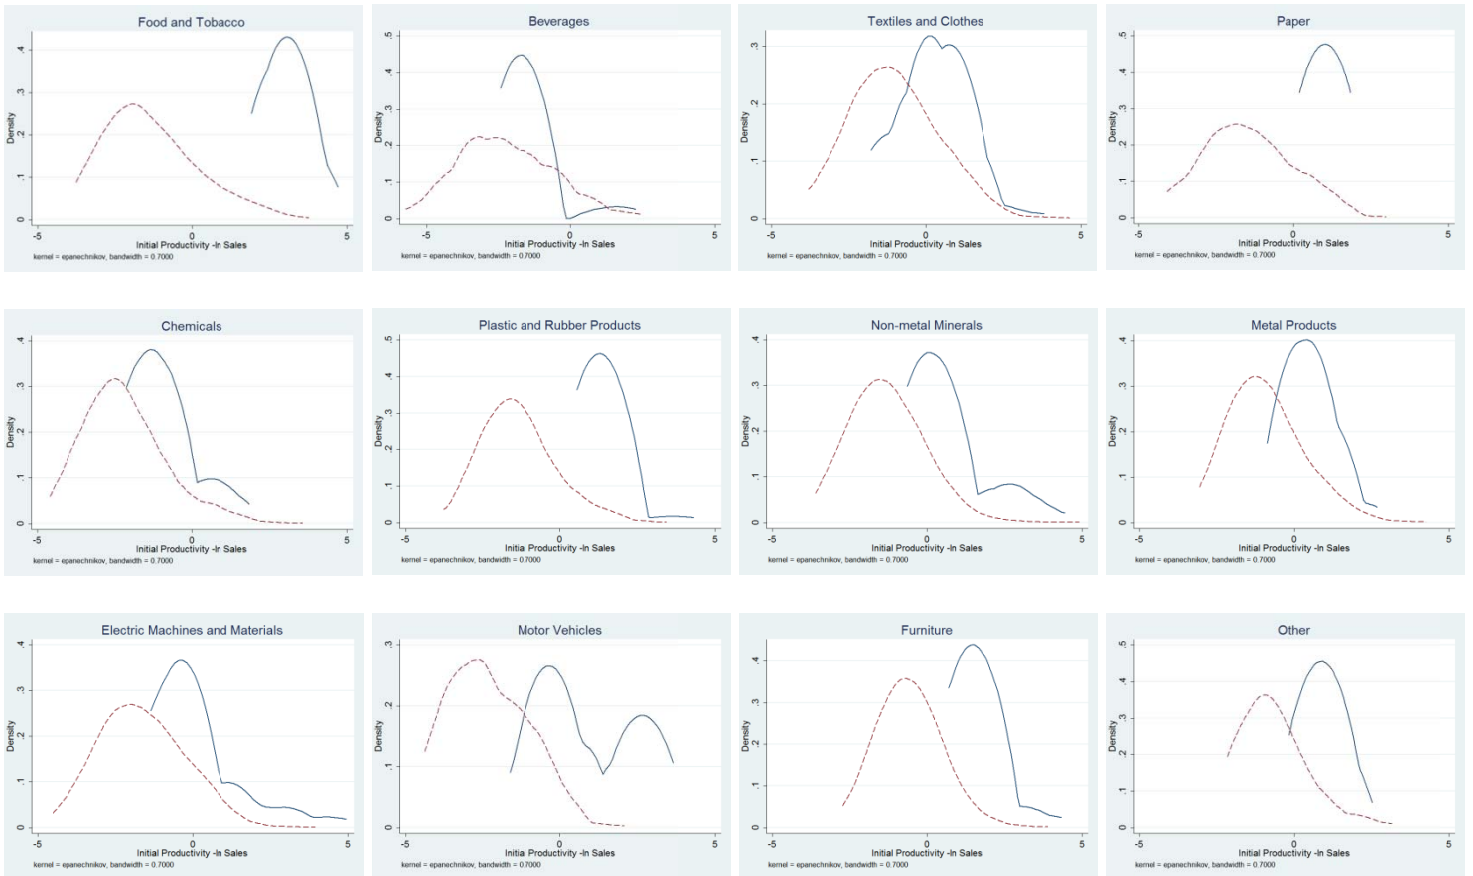 Food and Tobacco
Density
.4
.3
.2
.1
0
-5 0 5
Initial Productivity -ln Sales
kernel = epanechnikov, bandwidth = 0.7000
Beverages
Density
.5
.4
.3
.2
.1
0
-5 0 5
Initial Productivity -ln Sales
kernel = epanechnikov, bandwidth = 0.7000
Textiles and Clothes
Density
.3
.2
.1
0
-5 0 5
Initial Productivity -ln Sales
kernel = epanechnikov, bandwidth = 0.7000
Paper
Density
.5
.4
.3
.2
.1
0
-5 0 5
Initial Productivity -ln Sales
kernel = epanechnikov, bandwidth = 0.7000
Chemicals
Density
.4
.3
.2
.1
0
-5 0 5
Initial Productivity -ln Sales
kernel = epanechnikov, bandwidth = 0.7000
Plastic and Rubber Products
Density
.5
.4
.3
.2
.1
0
-5 0 5
Initial Productivity -ln Sales
kernel = epanechnikov, bandwidth = 0.7000
Non-metal Minerals
Density
.4
.3
.2
.1
0
-5 0 5
Initial Productivity -ln Sales
kernel = epanechnikov, bandwidth = 0.7000
Metal Products
Density
.4
.3
.2
.1
0
-5 0 5
Initial Productivity -ln Sales
kernel = epanechnikov, bandwidth = 0.7000
Electric Machines and Materials
Density
.4
.3
.2
.1
0
-5 0 5
Initial Productivity -ln Sales
kernel = epanechnikov, bandwidth = 0.7000
Motor Vehicles
Density
.3
.2
.1
0
-5 0 5
Initial Productivity -ln Sales
kernel = epanechnikov, bandwidth = 0.7000
Furniture
Density
.4
.3
.2
.1
0
-5 0 5
Initial Productivity -ln Sales
kernel = epanechnikov, bandwidth = 0.7000
Other
Density
.5
.4
.3
.2
.1
0
-5 0 5
Initial Productivity -ln Sales
kernel = epanechnikov, bandwidth = 0.7000